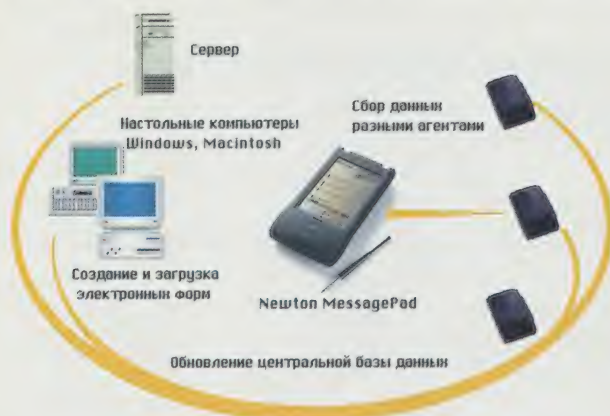 Сервер
Настольные компьютеры
Windows, Macintosh
Сбор данных
разными агентами
Создание и загрузка
электронных форм
Newton MessagePad
Обновление центральной базы данных